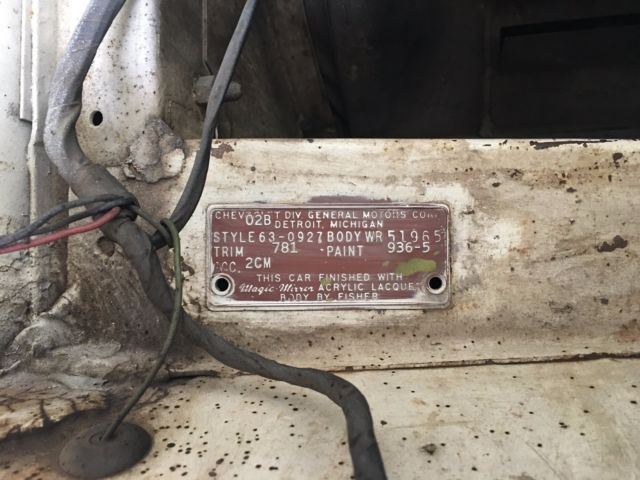 CHEVROLET DIV GENERAL MOTORS CORP
02B DETROIT, MICHIGAN
STYLE 63-0927 BODY WR 51965
TRIM 781 PAINT 936-5
ACC. 2CM
THIS CAR FINISHED WITH
Magic-Mirror ACRYLIC LACQUER
BODY BY FISHER